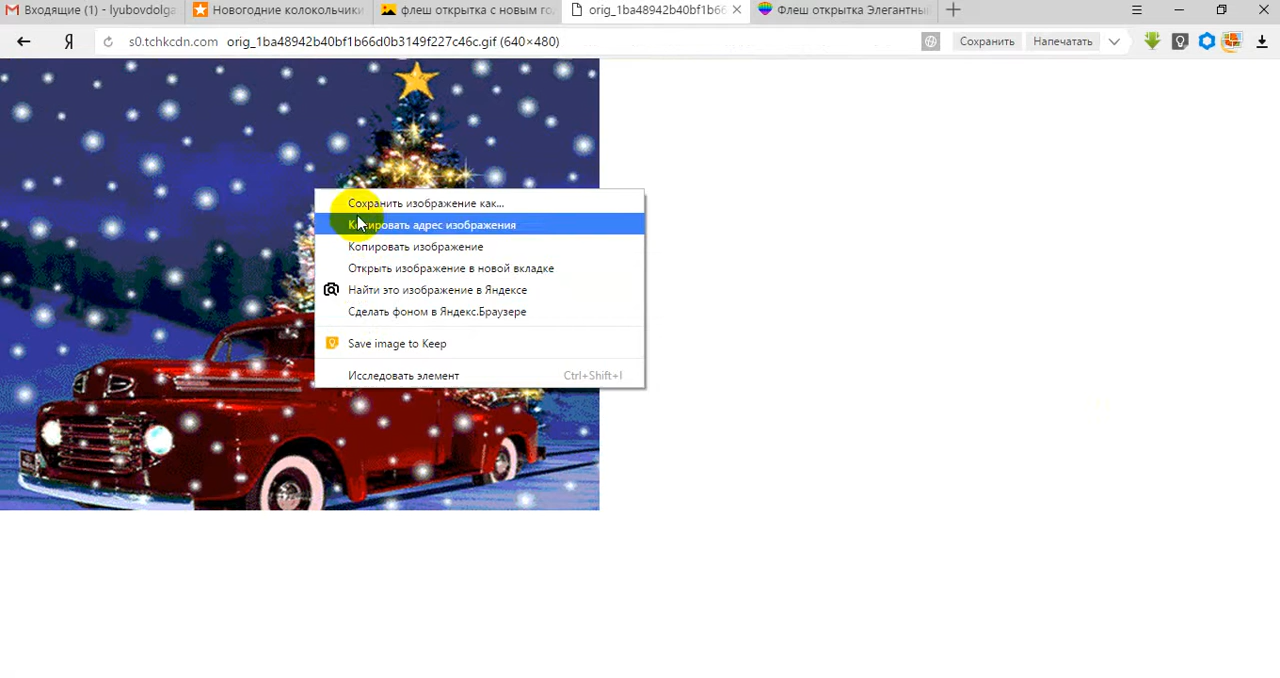 Входящие (1) - lyubovdolga
Новогодние колокольчики
флеш открытка с новым го
orig_1ba48942b40bf1b66
Флеш открытка Элегантны
Я
s0.tchkcdn.com orig_1ba48942b40bf1b66d0b3149f227c46c.gif (640×480)
Сохранить
Напечатать
Сохранить изображение как...
Копировать адрес изображения
Копировать изображение
Открыть изображение в новой вкладке
Найти это изображение в Яндексе
Сделать фоном в Яндекс.Браузере
Save image to Keep
Исследовать элемент Ctrl+Shift+I